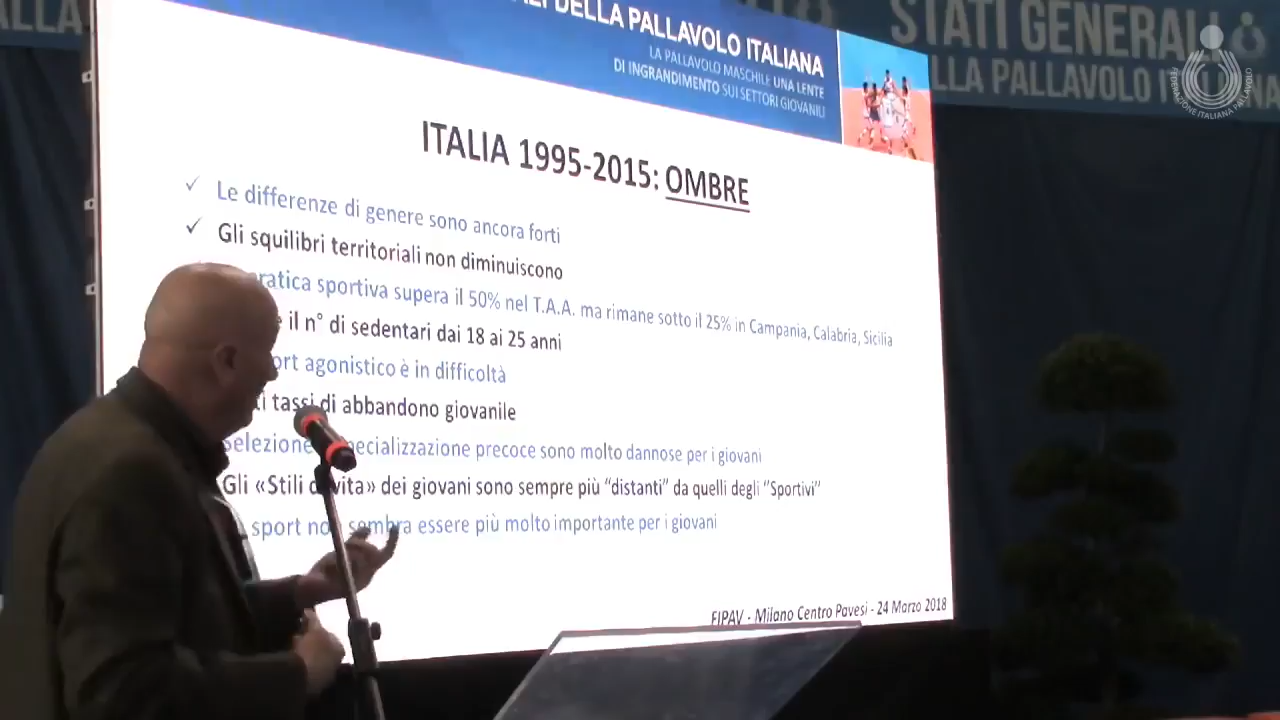 STATI GENERALI
DELLA PALLAVOLO ITALIANA
LA PALLAVOLO MASCHILE UNA LENTE
DI INGRANDIMENTO SUI SETTORI GIOVANILI
LLA PALLAVOLO
FEDERAZIONE ITALIANA PALLAVOLO
ITALIA 1995-2015: OMBRE
Le differenze di genere sono ancora forti
Gli squilibri territoriali non diminuiscono
pratica sportiva supera il 50% nel T.A.A. ma rimane sotto il 25% in Campania, Calabria, Sicilia
il n° di sedentari dai 18 ai 25 anni
agonistico è in difficoltà
tassi di abbandono giovanile
Selezione specializzazione precoce sono molto dannose per i giovani
Gli «Stili di vita» dei giovani sono sempre più “distanti” da quelli degli “Sportivi”
sport non sembra essere più molto importante per i giovani
FIPAV - Milano Centro Pavesi - 24 Marzo 2018